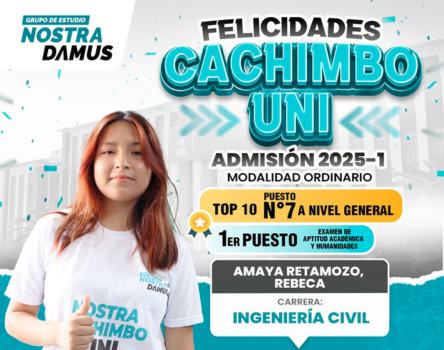 GRUPO DE ESTUDIO
NOSTRA
DAMUS
FELICIDADES
CACHIMBO
UNI
ADMISIÓN 2025-1
MODALIDAD ORDINARIO
TOP 10 PUESTO N°7 A NIVEL GENERAL
1ER PUESTO EXAMEN DE
APTITUD ACADÉMICA
Y HUMANIDADES
AMAYA RETAMOZO,
REBECA
CARRERA:
INGENIERÍA CIVIL
NOSTRA
DAMUS
NOSTRA
CACHIMBO
UNI